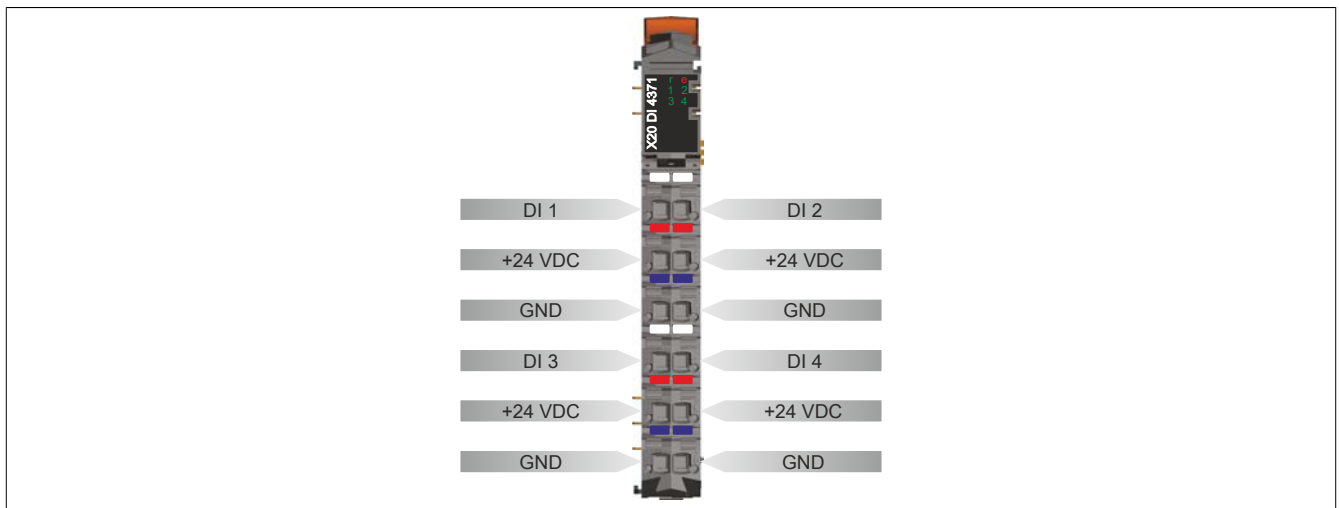 X20 DI 4371
r e
1 2
3 4
DI 1 DI 2
+24 VDC +24 VDC
GND GND
DI 3 DI 4
+24 VDC +24 VDC
GND GND